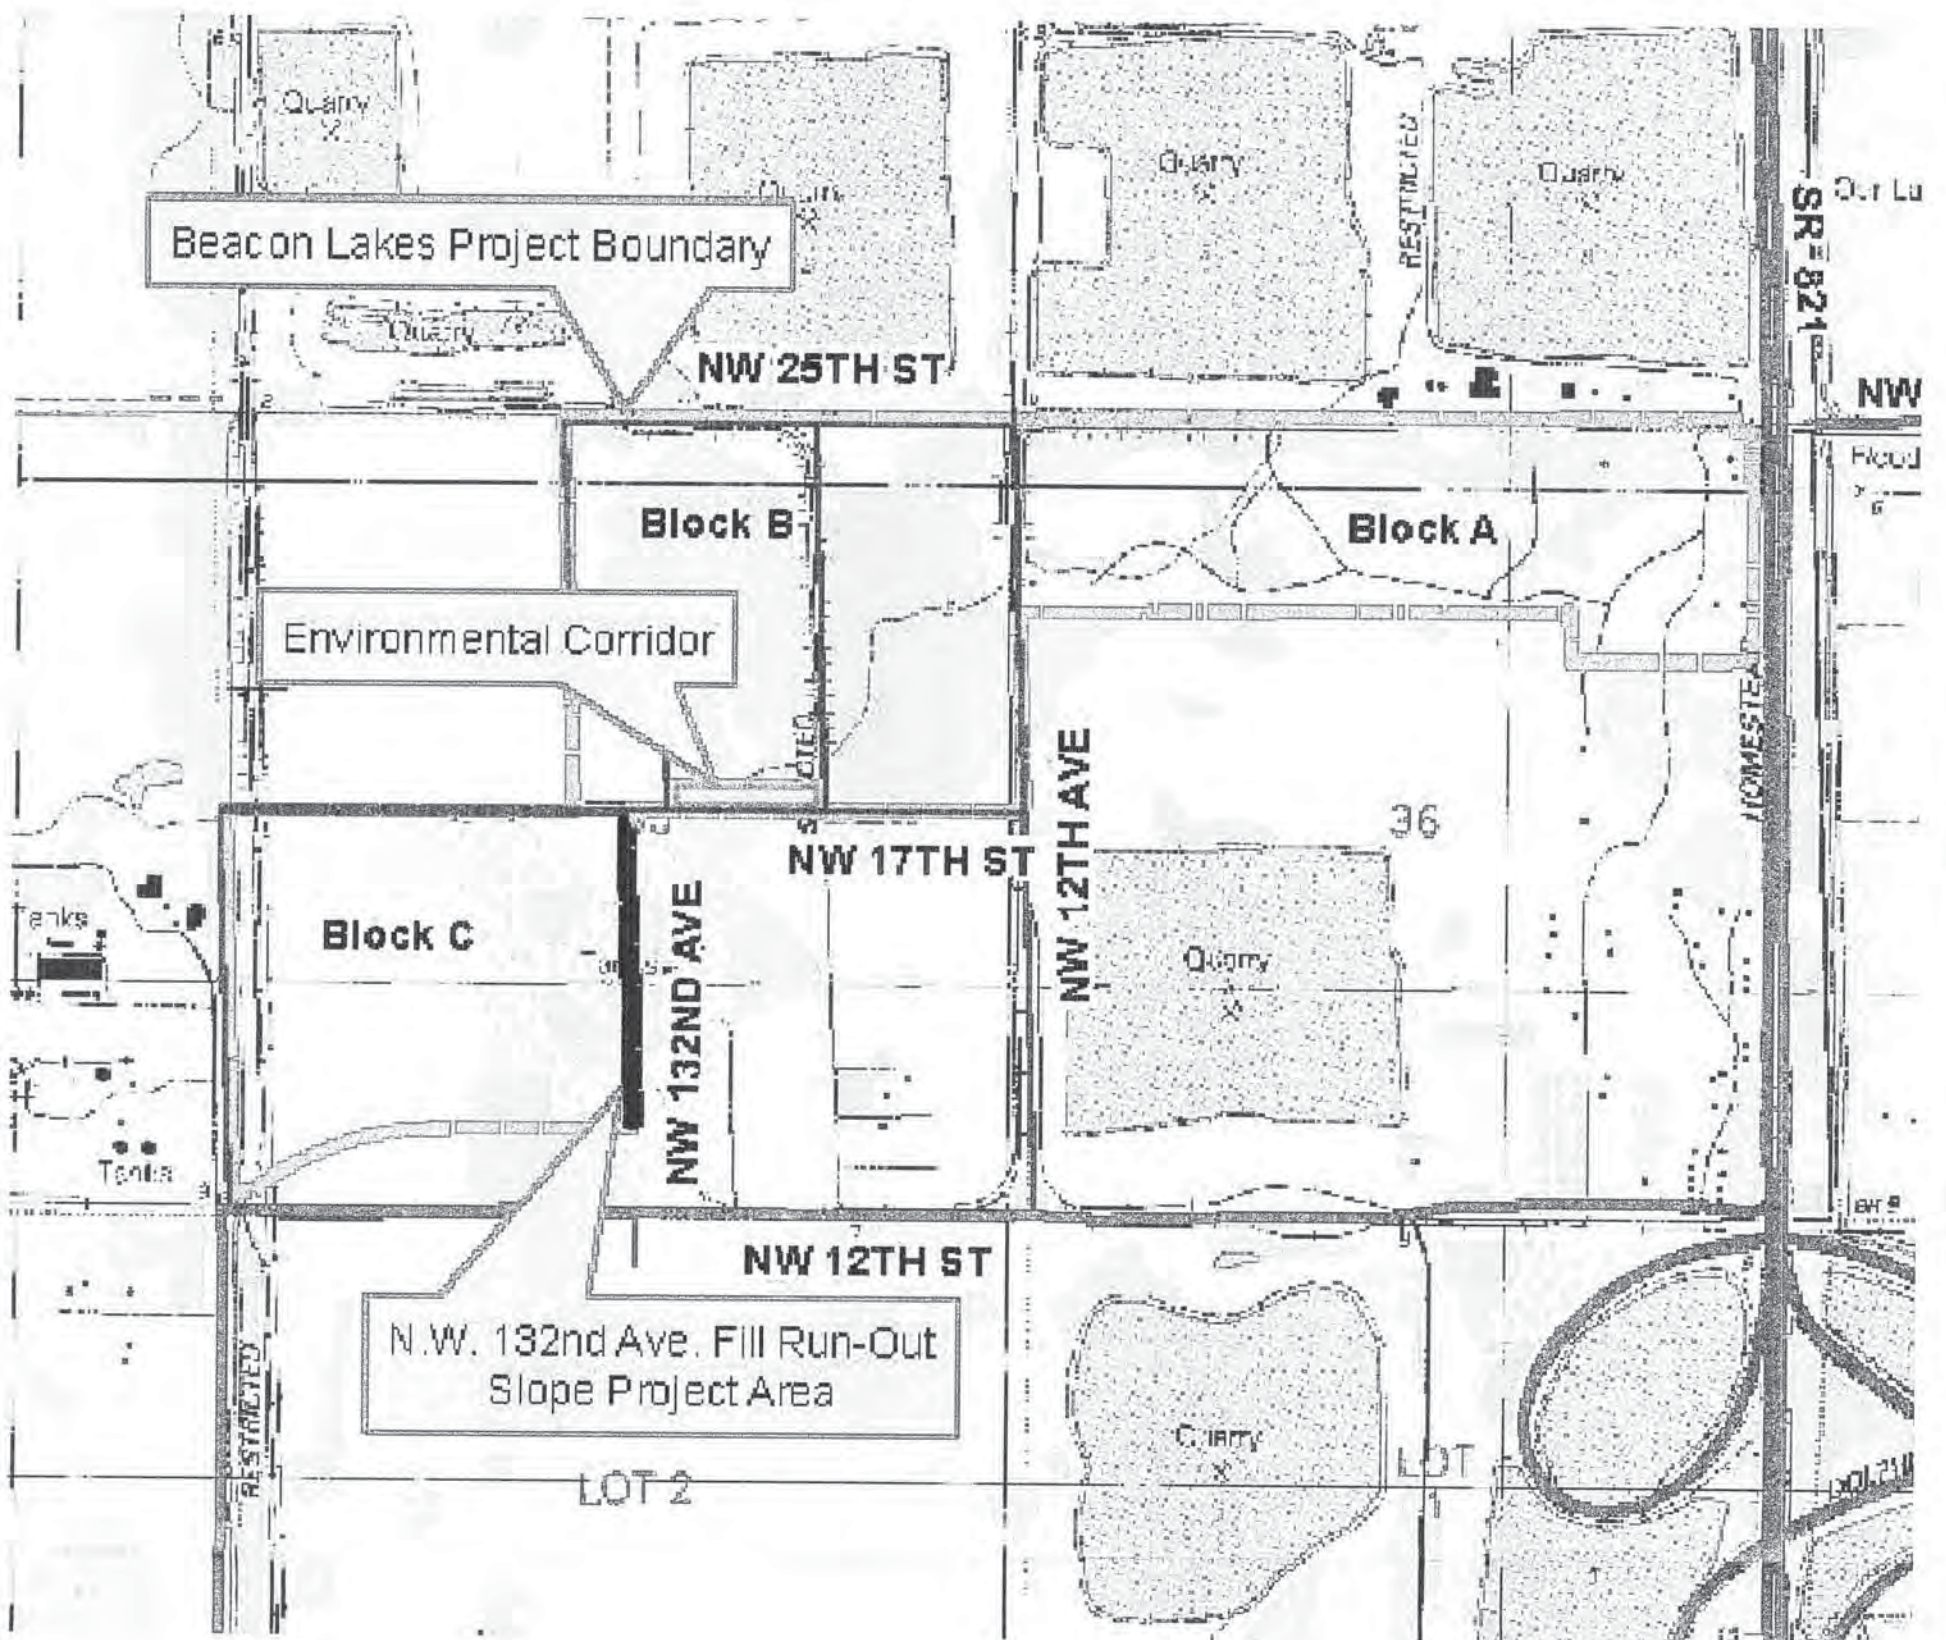 Quarry
Quarry
Quarry
RESTRICTED
SR-821
Beacon Lakes Project Boundary
Quarry
NW 25TH ST
NW
Block B
Block A
Environmental Corridor
NW 12TH AVE
36
NW 17TH ST
Tanks
Block C
NW 132ND AVE
Quarry
Tanks
NW 12TH ST
N.W. 132nd Ave. Fill Run-Out
Slope Project Area
RESTRICTED
Quarry
LOT 2
LOT
1